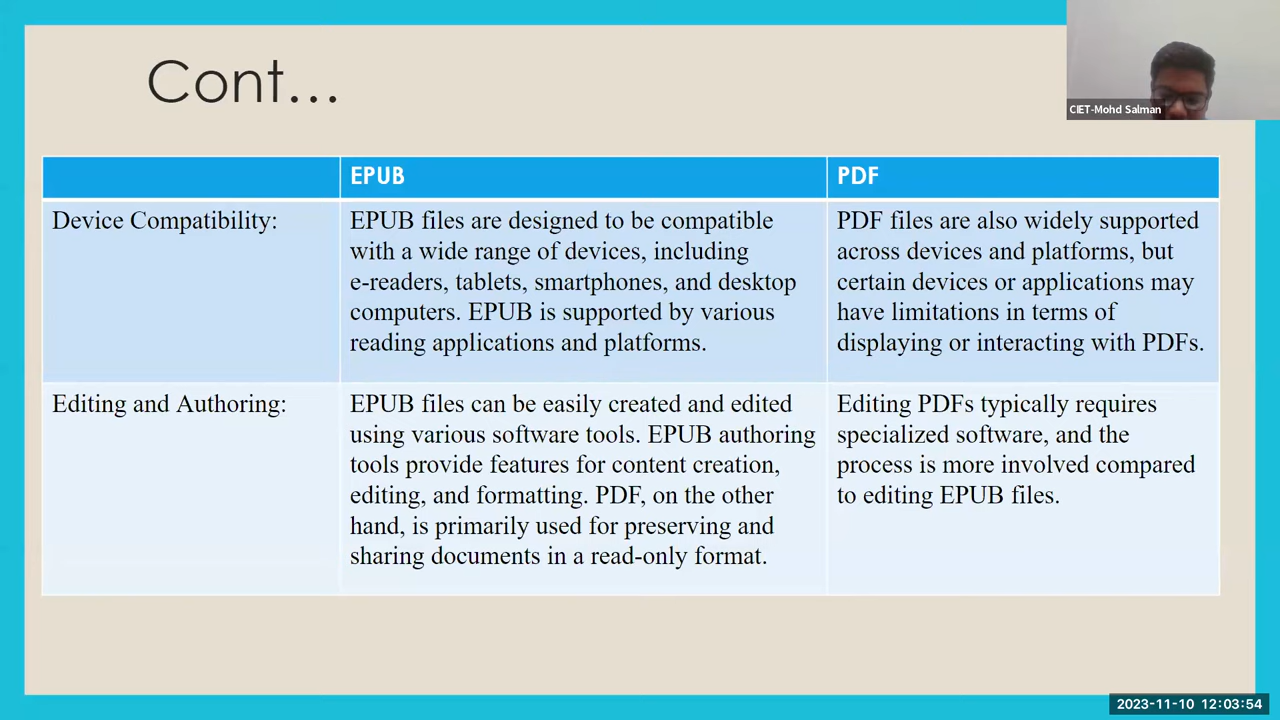 Cont...
CIET-Mohd Salman
EPUB
PDF
Device Compatibility:
EPUB files are designed to be compatible
with a wide range of devices, including
e-readers, tablets, smartphones, and desktop
computers. EPUB is supported by various
reading applications and platforms.
PDF files are also widely supported
across devices and platforms, but
certain devices or applications may
have limitations in terms of
displaying or interacting with PDFs.
Editing and Authoring:
EPUB files can be easily created and edited
using various software tools. EPUB authoring
tools provide features for content creation,
editing, and formatting. PDF, on the other
hand, is primarily used for preserving and
sharing documents in a read-only format.
Editing PDFs typically requires
specialized software, and the
process is more involved compared
to editing EPUB files.
2023-11-10 12:03:54